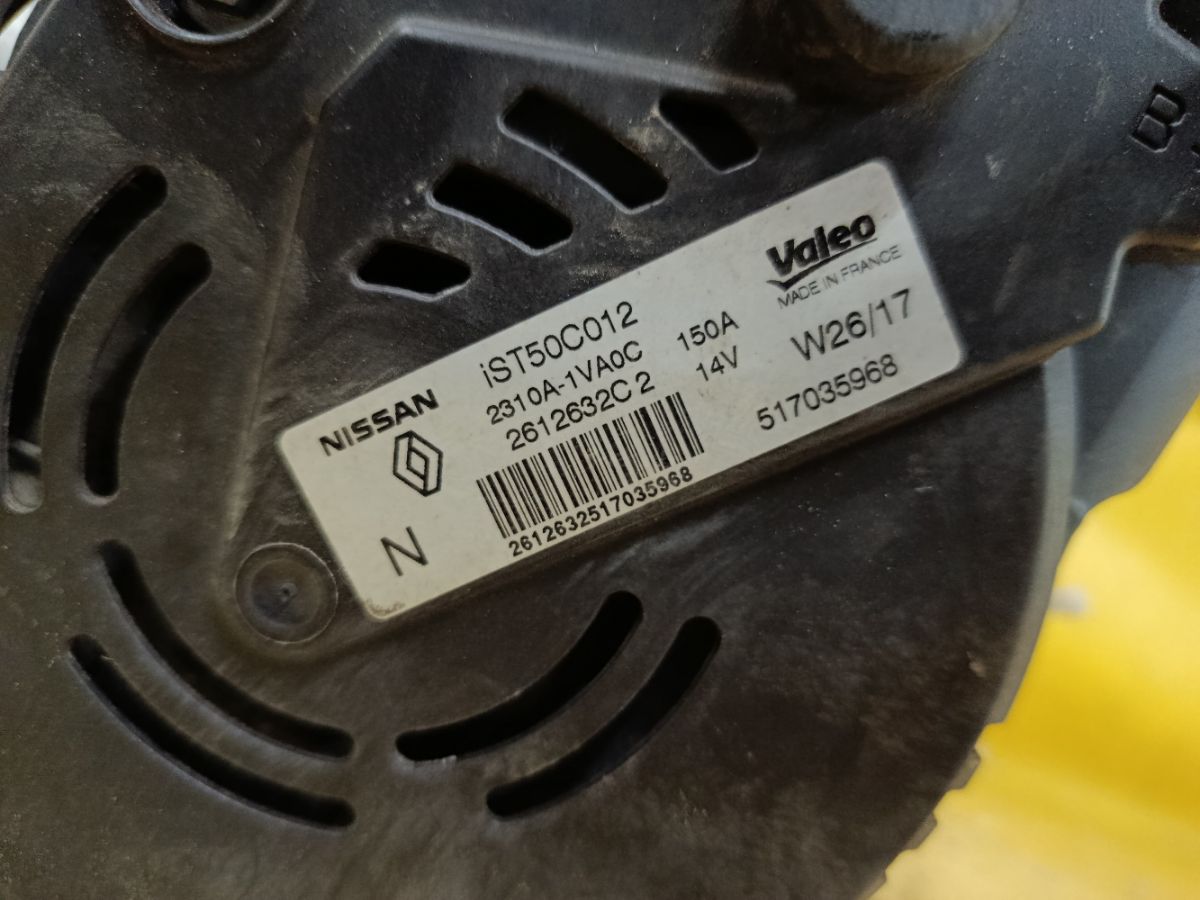 Valeo
MADE IN FRANCE
NISSAN
iST50C012
2310A-1VA0C 150A
2612632C 2 14V
W26/17
517035968
2612632517035968
N
B